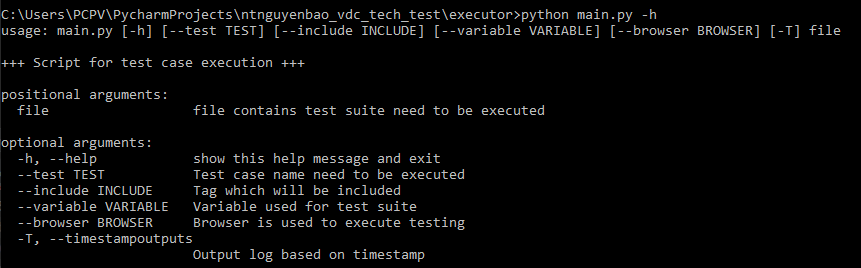 C:\Users\PCPV\PycharmProjects\ntnguyenbao_vdc_tech_test\executor>python main.py -h
usage: main.py [-h] [--test TEST] [--include INCLUDE] [--variable VARIABLE] [--browser BROWSER] [-T] file
+++ Script for test case execution +++
positional arguments:
  file                  file contains test suite need to be executed
optional arguments:
  -h, --help            show this help message and exit
  --test TEST           Test case name need to be executed
  --include INCLUDE     Tag which will be included
  --variable VARIABLE   Variable used for test suite
  --browser BROWSER     Browser is used to execute testing
  -T, --timestampoutputs
                        Output log based on timestamp